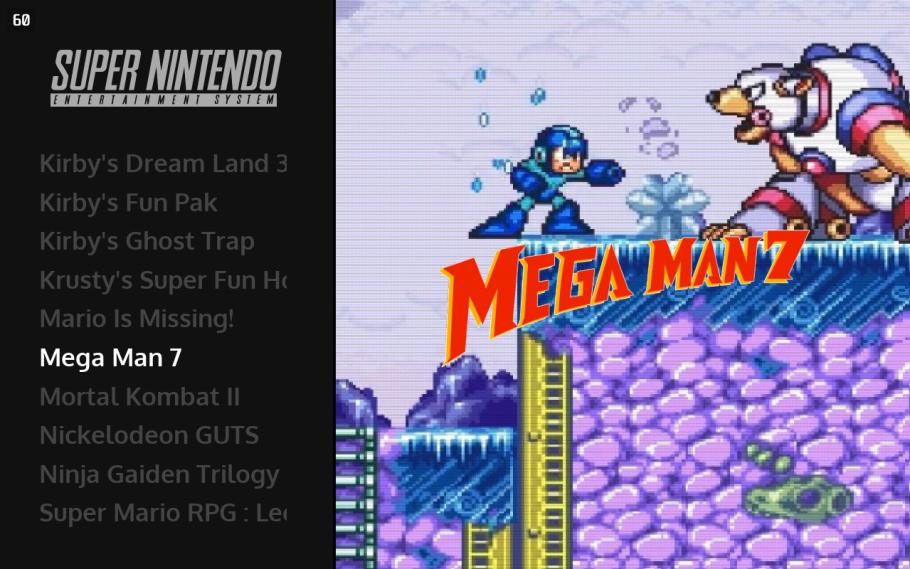 60
SUPER NINTENDO
ENTERTAINMENT SYSTEM
Kirby's Dream Land 3
Kirby's Fun Pak
Kirby's Ghost Trap
Krusty's Super Fun Ho
Mario Is Missing!
Mega Man 7
Mortal Kombat II
Nickelodeon GUTS
Ninja Gaiden Trilogy
Super Mario RPG : Le
MEGA MAN 7